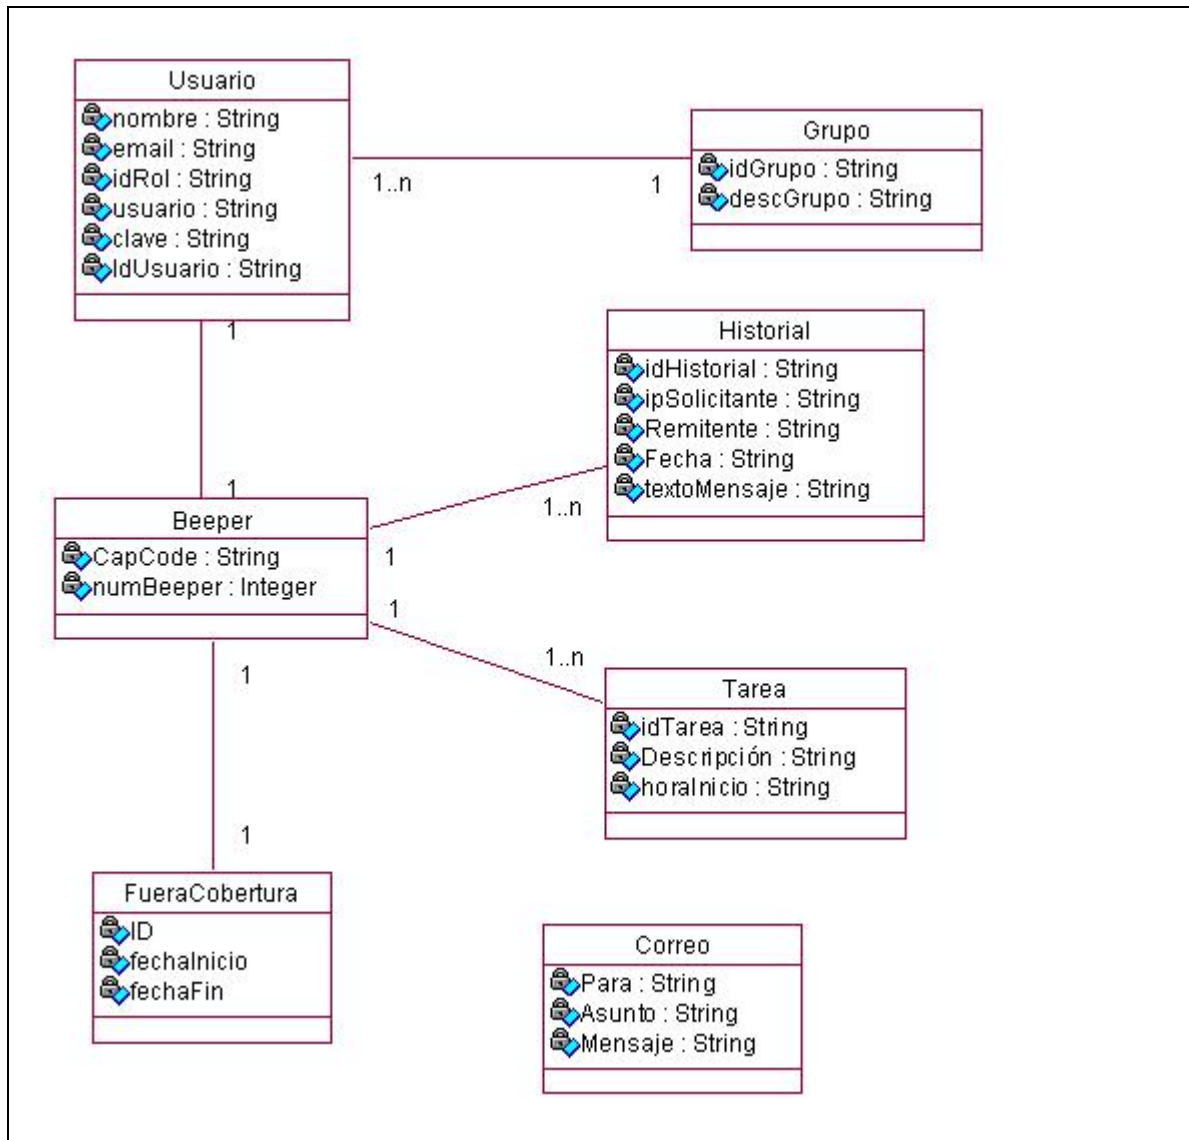 Usuario
nombre : String
email : String
idRol : String
usuario : String
clave : String
IdUsuario : String
Grupo
idGrupo : String
descGrupo : String
1..n
1
1
1
Historial
idHistorial : String
ipSolicitante : String
Remitente : String
Fecha : String
textoMensaje : String
Beeper
CapCode : String
numBeeper : Integer
1..n
1
1
1..n
Tarea
idTarea : String
Descripción : String
horaInicio : String
1
1
FueraCobertura
ID
fechaInicio
fechaFin
Correo
Para : String
Asunto : String
Mensaje : String